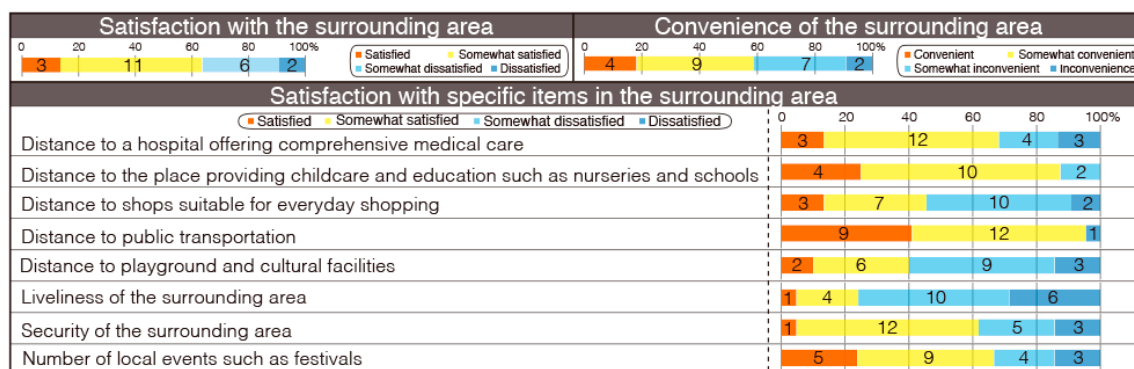 Satisfaction with the surrounding area
0 20 40 60 80 100%
3 11 6 2
Satisfied Somewhat satisfied
Somewhat dissatisfied Dissatisfied
Convenience of the surrounding area
0 20 40 60 80 100%
4 9 7 2
Convenient Somewhat convenient
Somewhat inconvenient Inconvenience
Satisfaction with specific items in the surrounding area
Satisfied Somewhat satisfied Somewhat dissatisfied Dissatisfied
0 20 40 60 80 100%
Distance to a hospital offering comprehensive medical care 3 12 4 3
Distance to the place providing childcare and education such as nurseries and schools 4 10 2
Distance to shops suitable for everyday shopping 3 7 10 2
Distance to public transportation 9 12 1
Distance to playground and cultural facilities 2 6 9 3
Liveliness of the surrounding area 1 4 10 6
Security of the surrounding area 1 12 5 3
Number of local events such as festivals 5 9 4 3